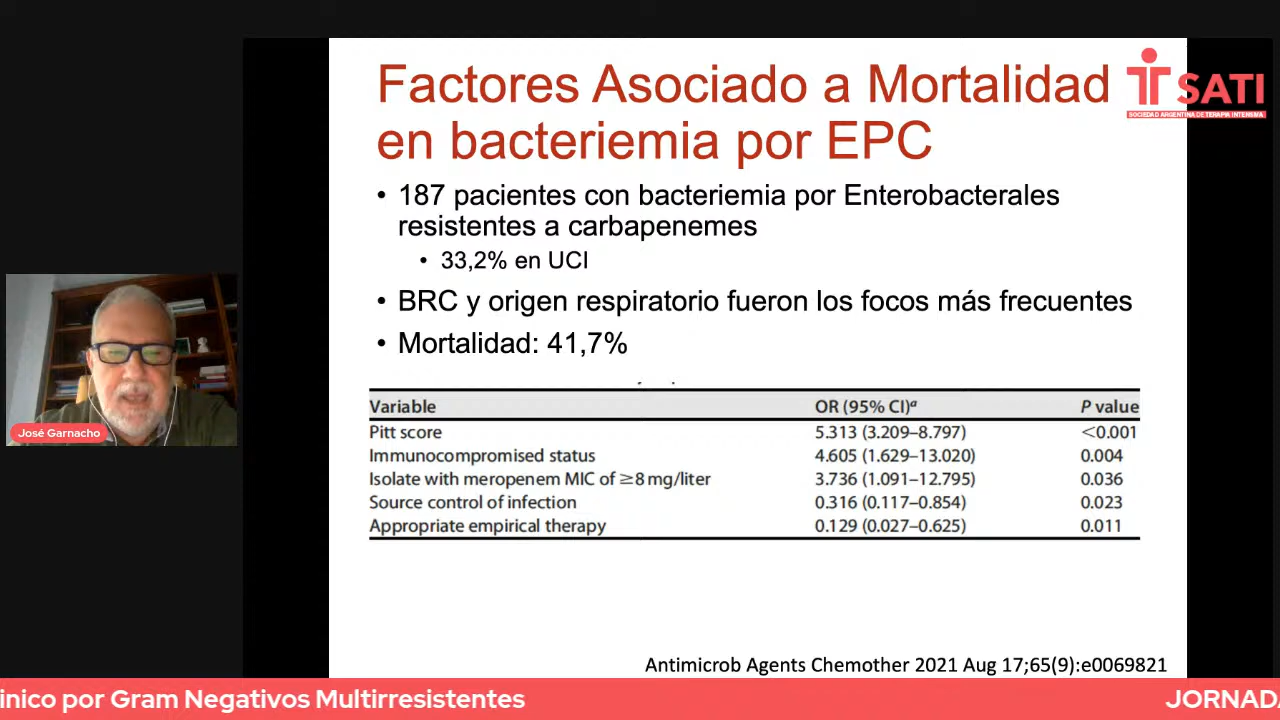 Factores Asociado a Mortalidad
en bacteriemia por EPC
SATI
SOCIEDAD ARGENTINA DE TERAPIA INTENSIVA
• 187 pacientes con bacteriemia por Enterobacterales
resistentes a carbapenemes
• 33,2% en UCI
• BRC y origen respiratorio fueron los focos más frecuentes
• Mortalidad: 41,7%
Variable OR (95% CI)ᵃ P value
Pitt score 5.313 (3.209–8.797) <0.001
Immunocompromised status 4.605 (1.629–13.020) 0.004
Isolate with meropenem MIC of ≥8 mg/liter 3.736 (1.091–12.795) 0.036
Source control of infection 0.316 (0.117–0.854) 0.023
Appropriate empirical therapy 0.129 (0.027–0.625) 0.011
José Garnacho
Antimicrob Agents Chemother 2021 Aug 17;65(9):e0069821
ínico por Gram Negativos Multirresistentes JORNADA